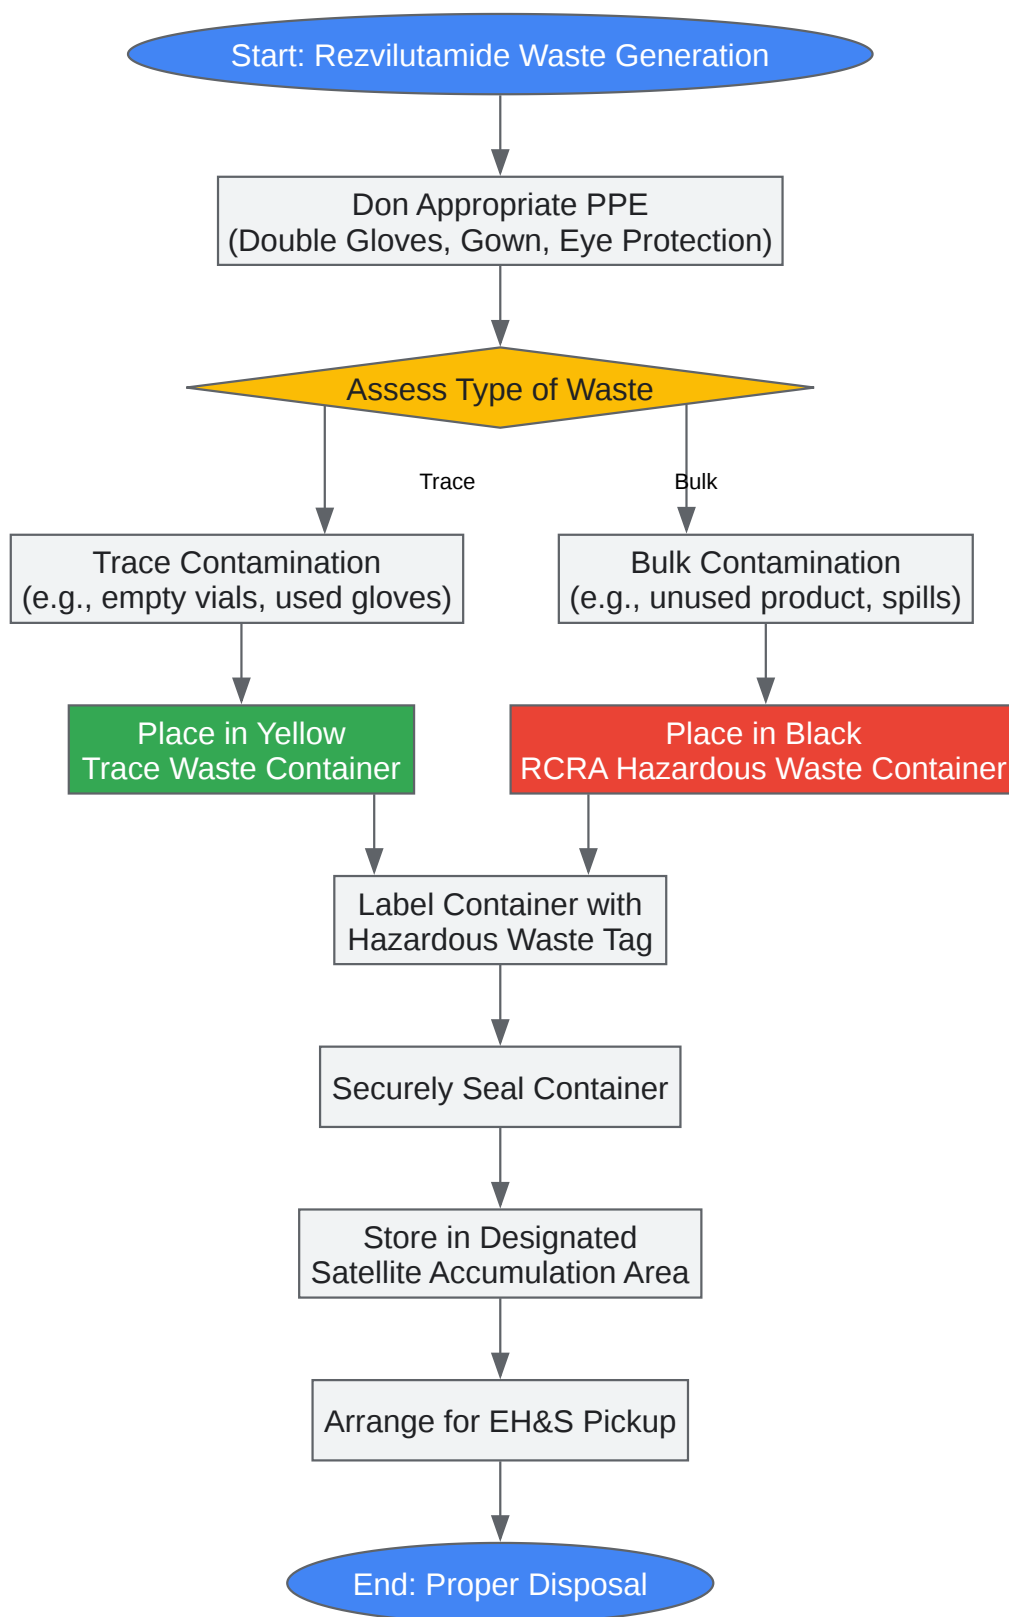 Start: Rezvilutamide Waste Generation
Don Appropriate PPE
(Double Gloves, Gown, Eye Protection)
Assess Type of Waste
Trace
Bulk
Trace Contamination
(e.g., empty vials, used gloves)
Bulk Contamination
(e.g., unused product, spills)
Place in Yellow
Trace Waste Container
Place in Black
RCRA Hazardous Waste Container
Label Container with
Hazardous Waste Tag
Securely Seal Container
Store in Designated
Satellite Accumulation Area
Arrange for EH&S Pickup
End: Proper Disposal